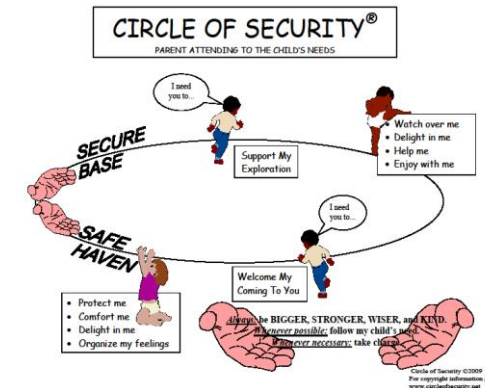 CIRCLE OF SECURITY®
PARENT ATTENDING TO THE CHILD'S NEEDS
I need
you to...
SECURE
BASE
Support My
Exploration
• Watch over me
• Delight in me
• Help me
• Enjoy with me
I need
you to...
SAFE
HAVEN
Welcome My
Coming To You
• Protect me
• Comfort me
• Delight in me
• Organize my feelings
Always: be BIGGER, STRONGER, WISER, and KIND.
Whenever possible: follow my child's need.
Whenever necessary: take charge.
Circle of Security ©2009
For copyright information
www.circleofsecurity.net